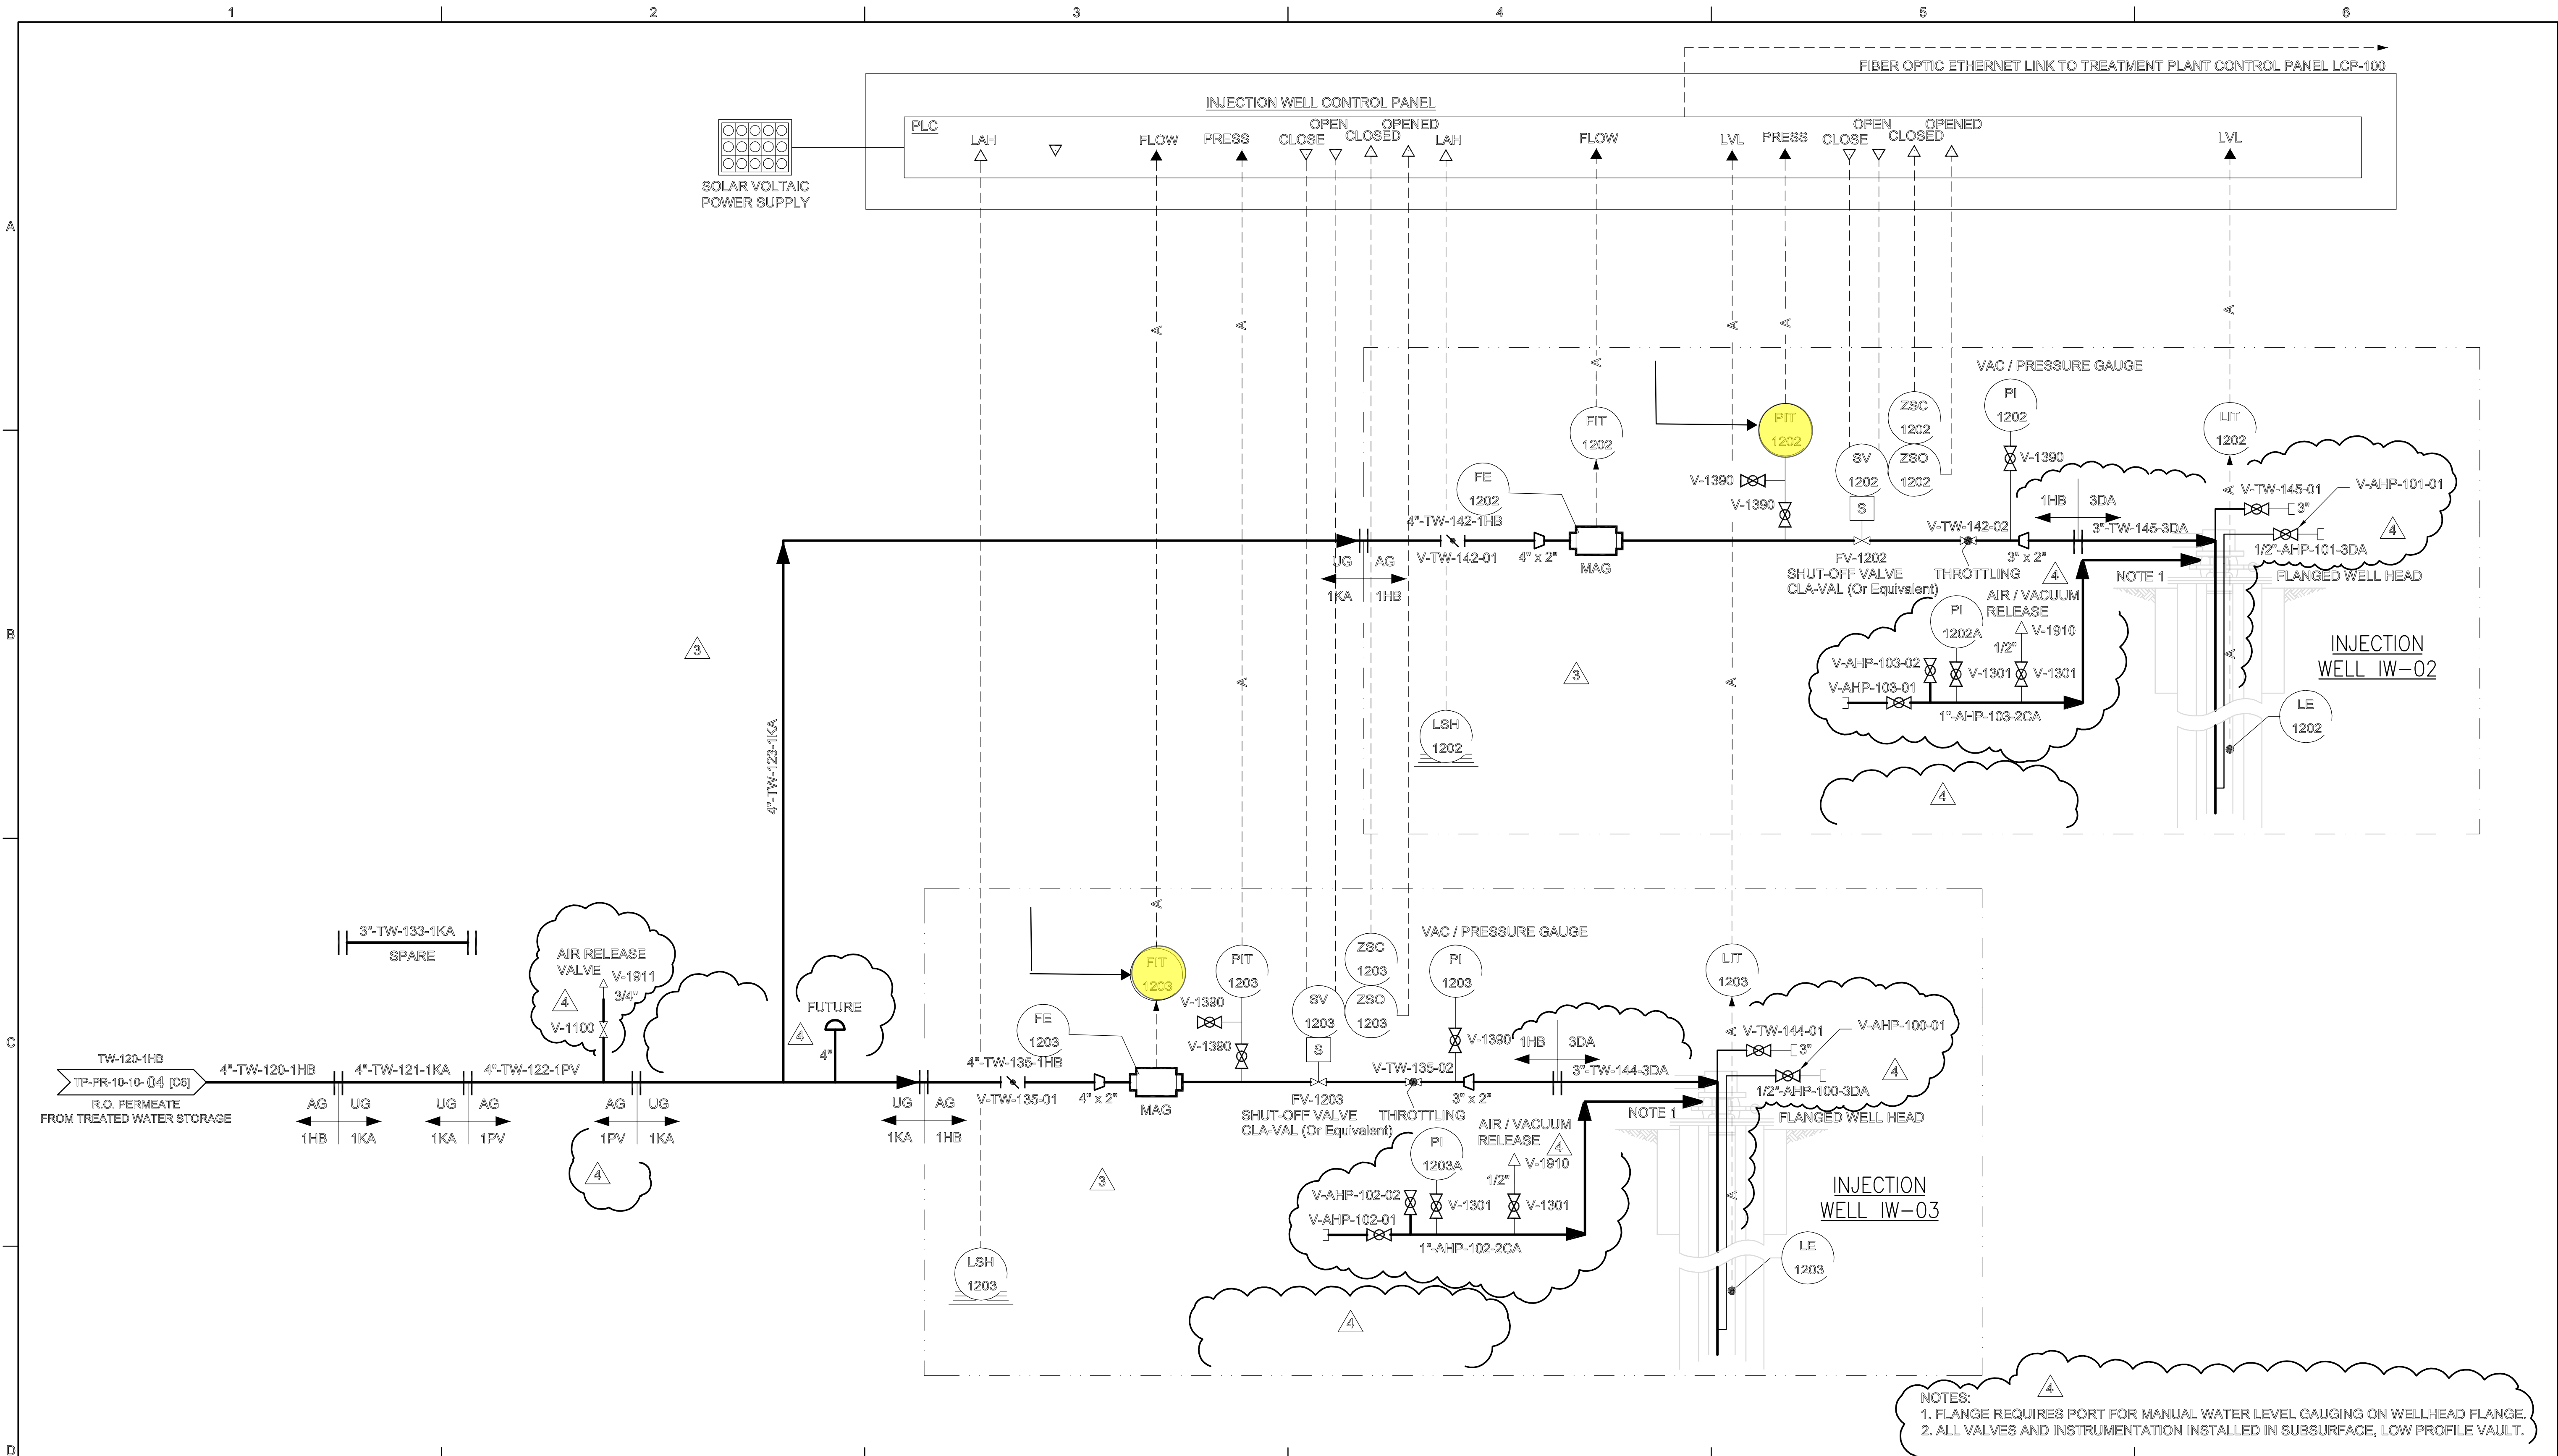 1 2 3 4 5 6
FIBER OPTIC ETHERNET LINK TO TREATMENT PLANT CONTROL PANEL LCP-100
INJECTION WELL CONTROL PANEL
PLC
LAH
FLOW
PRESS
CLOSE
OPEN
CLOSED
OPENED
LAH
FLOW
LVL
PRESS
CLOSE
OPEN
CLOSED
OPENED
LVL
SOLAR VOLTAIC
POWER SUPPLY
A
A
A
A
A
A
A
VAC / PRESSURE GAUGE
FIT
1202
PIT
1202
ZSC
1202
PI
1202
LIT
1202
FE
1202
V-1390
V-1390
SV
1202
ZSO
1202
S
V-1390
1HB
3DA
A
V-TW-145-01
3"
V-AHP-101-01
4
1/2"-AHP-101-3DA
FLANGED WELL HEAD
4"-TW-142-1HB
V-TW-142-01
UG
AG
1KA
1HB
4" x 2"
MAG
FV-1202
SHUT-OFF VALVE
CLA-VAL (Or Equivalent)
V-TW-142-02
THROTTLING
3" x 2"
3"-TW-145-3DA
4
NOTE 1
AIR / VACUUM
RELEASE
PI
1202A
V-1910
1/2"
V-AHP-103-02
V-1301
V-1301
V-AHP-103-01
1"-AHP-103-2CA
B
3
3
A
A
A
INJECTION
WELL IW-02
LSH
1202
LE
1202
4"-TW-123-1KA
4
3"-TW-133-1KA
SPARE
AIR RELEASE
VALVE
V-1911
3/4"
4
V-1100
FUTURE
4
4"
A
VAC / PRESSURE GAUGE
FIT
1203
PIT
1203
ZSC
1203
PI
1203
LIT
1203
FE
1203
V-1390
V-1390
SV
1203
ZSO
1203
S
V-1390
1HB
3DA
A
V-TW-144-01
3"
V-AHP-100-01
4
1/2"-AHP-100-3DA
FLANGED WELL HEAD
C
TW-120-1HB
TP-PR-10-10- 04 [C6]
R.O. PERMEATE
FROM TREATED WATER STORAGE
4"-TW-120-1HB
4"-TW-121-1KA
4"-TW-122-1PV
AG
UG
1HB
1KA
UG
AG
1KA
1PV
AG
UG
1PV
1KA
4
UG
AG
1KA
1HB
4"-TW-135-1HB
V-TW-135-01
4" x 2"
MAG
FV-1203
SHUT-OFF VALVE
CLA-VAL (Or Equivalent)
V-TW-135-02
THROTTLING
3" x 2"
3"-TW-144-3DA
NOTE 1
AIR / VACUUM
RELEASE
4
PI
1203A
V-1910
1/2"
V-AHP-102-02
V-1301
V-1301
V-AHP-102-01
1"-AHP-102-2CA
3
A
INJECTION
WELL IW-03
LSH
1203
LE
1203
4
4
NOTES:
1. FLANGE REQUIRES PORT FOR MANUAL WATER LEVEL GAUGING ON WELLHEAD FLANGE.
2. ALL VALVES AND INSTRUMENTATION INSTALLED IN SUBSURFACE, LOW PROFILE VAULT.
D